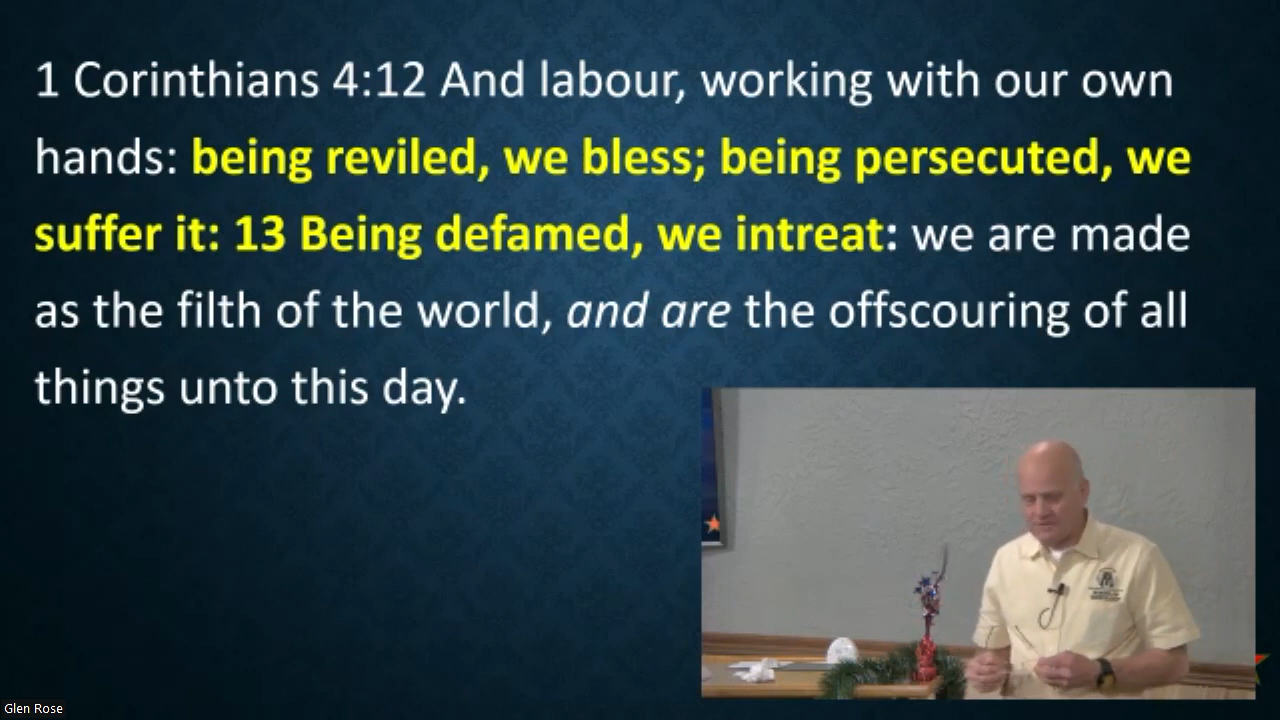 1 Corinthians 4:12 And labour, working with our own
hands: being reviled, we bless; being persecuted, we
suffer it: 13 Being defamed, we intreat: we are made
as the filth of the world, and are the offscouring of all
things unto this day.
Glen Rose